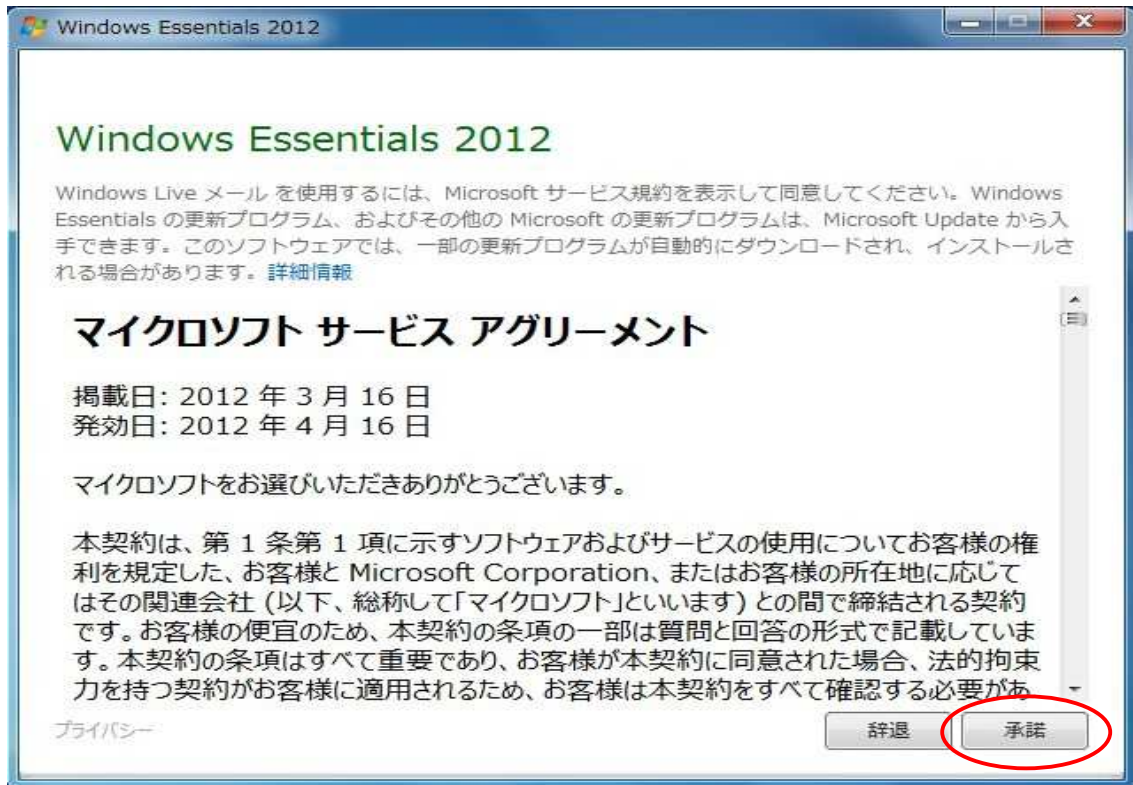 Windows Essentials 2012
Windows Essentials 2012
Windows Live メール を使用するには、Microsoft サービス規約を表示して同意してください。Windows
Essentials の更新プログラム、およびその他の Microsoft の更新プログラムは、Microsoft Update から入
手できます。このソフトウェアでは、一部の更新プログラムが自動的にダウンロードされ、インストールさ
れる場合があります。詳細情報
マイクロソフト サービス アグリーメント
掲載日: 2012 年 3 月 16 日
発効日: 2012 年 4 月 16 日
マイクロソフトをお選びいただきありがとうございます。
本契約は、第 1 条第 1 項に示すソフトウェアおよびサービスの使用についてお客様の権
利を規定した、お客様と Microsoft Corporation、またはお客様の所在地に応じて
はその関連会社 (以下、総称して「マイクロソフト」といいます) との間で締結される契約
です。お客様の便宜のため、本契約の条項の一部は質問と回答の形式で記載していま
す。本契約の条項はすべて重要であり、お客様が本契約に同意された場合、法的拘束
力を持つ契約がお客様に適用されるため、お客様は本契約をすべて確認する必要があ
プライバシー
辞退
承諾